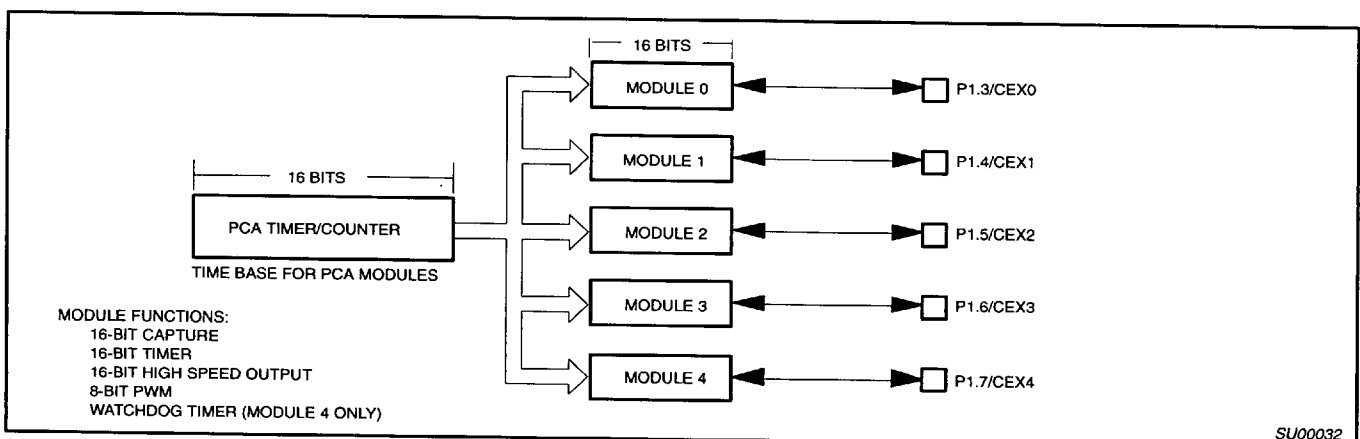 16 BITS
MODULE 0
P1.3/CEX0
MODULE 1
P1.4/CEX1
16 BITS
PCA TIMER/COUNTER
MODULE 2
P1.5/CEX2
TIME BASE FOR PCA MODULES
MODULE 3
P1.6/CEX3
MODULE 4
P1.7/CEX4
MODULE FUNCTIONS:
16-BIT CAPTURE
16-BIT TIMER
16-BIT HIGH SPEED OUTPUT
8-BIT PWM
WATCHDOG TIMER (MODULE 4 ONLY)
SU00032